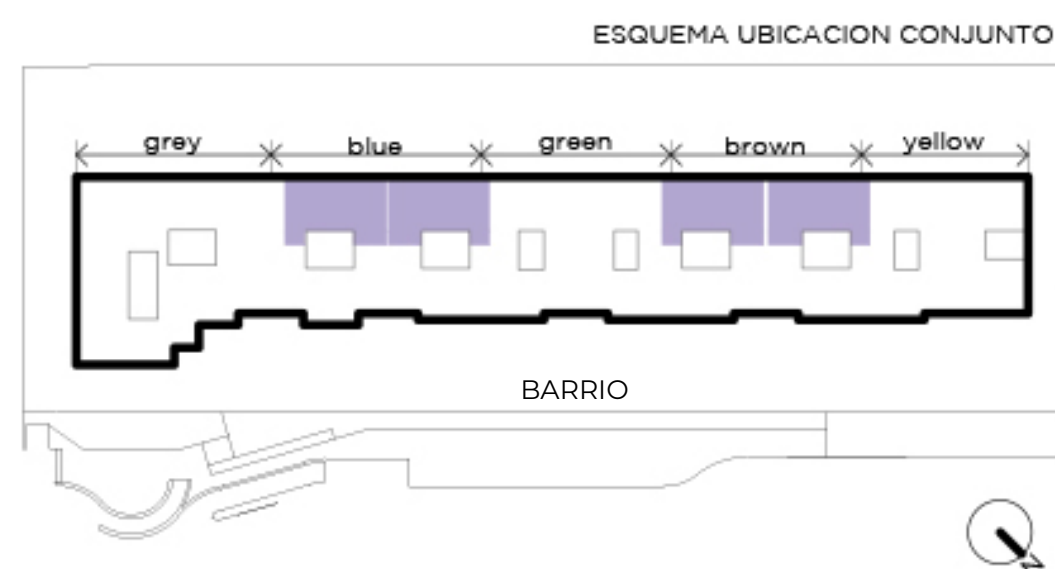 ESQUEMA UBICACION CONJUNTO
grey blue green brown yellow
BARRIO
N